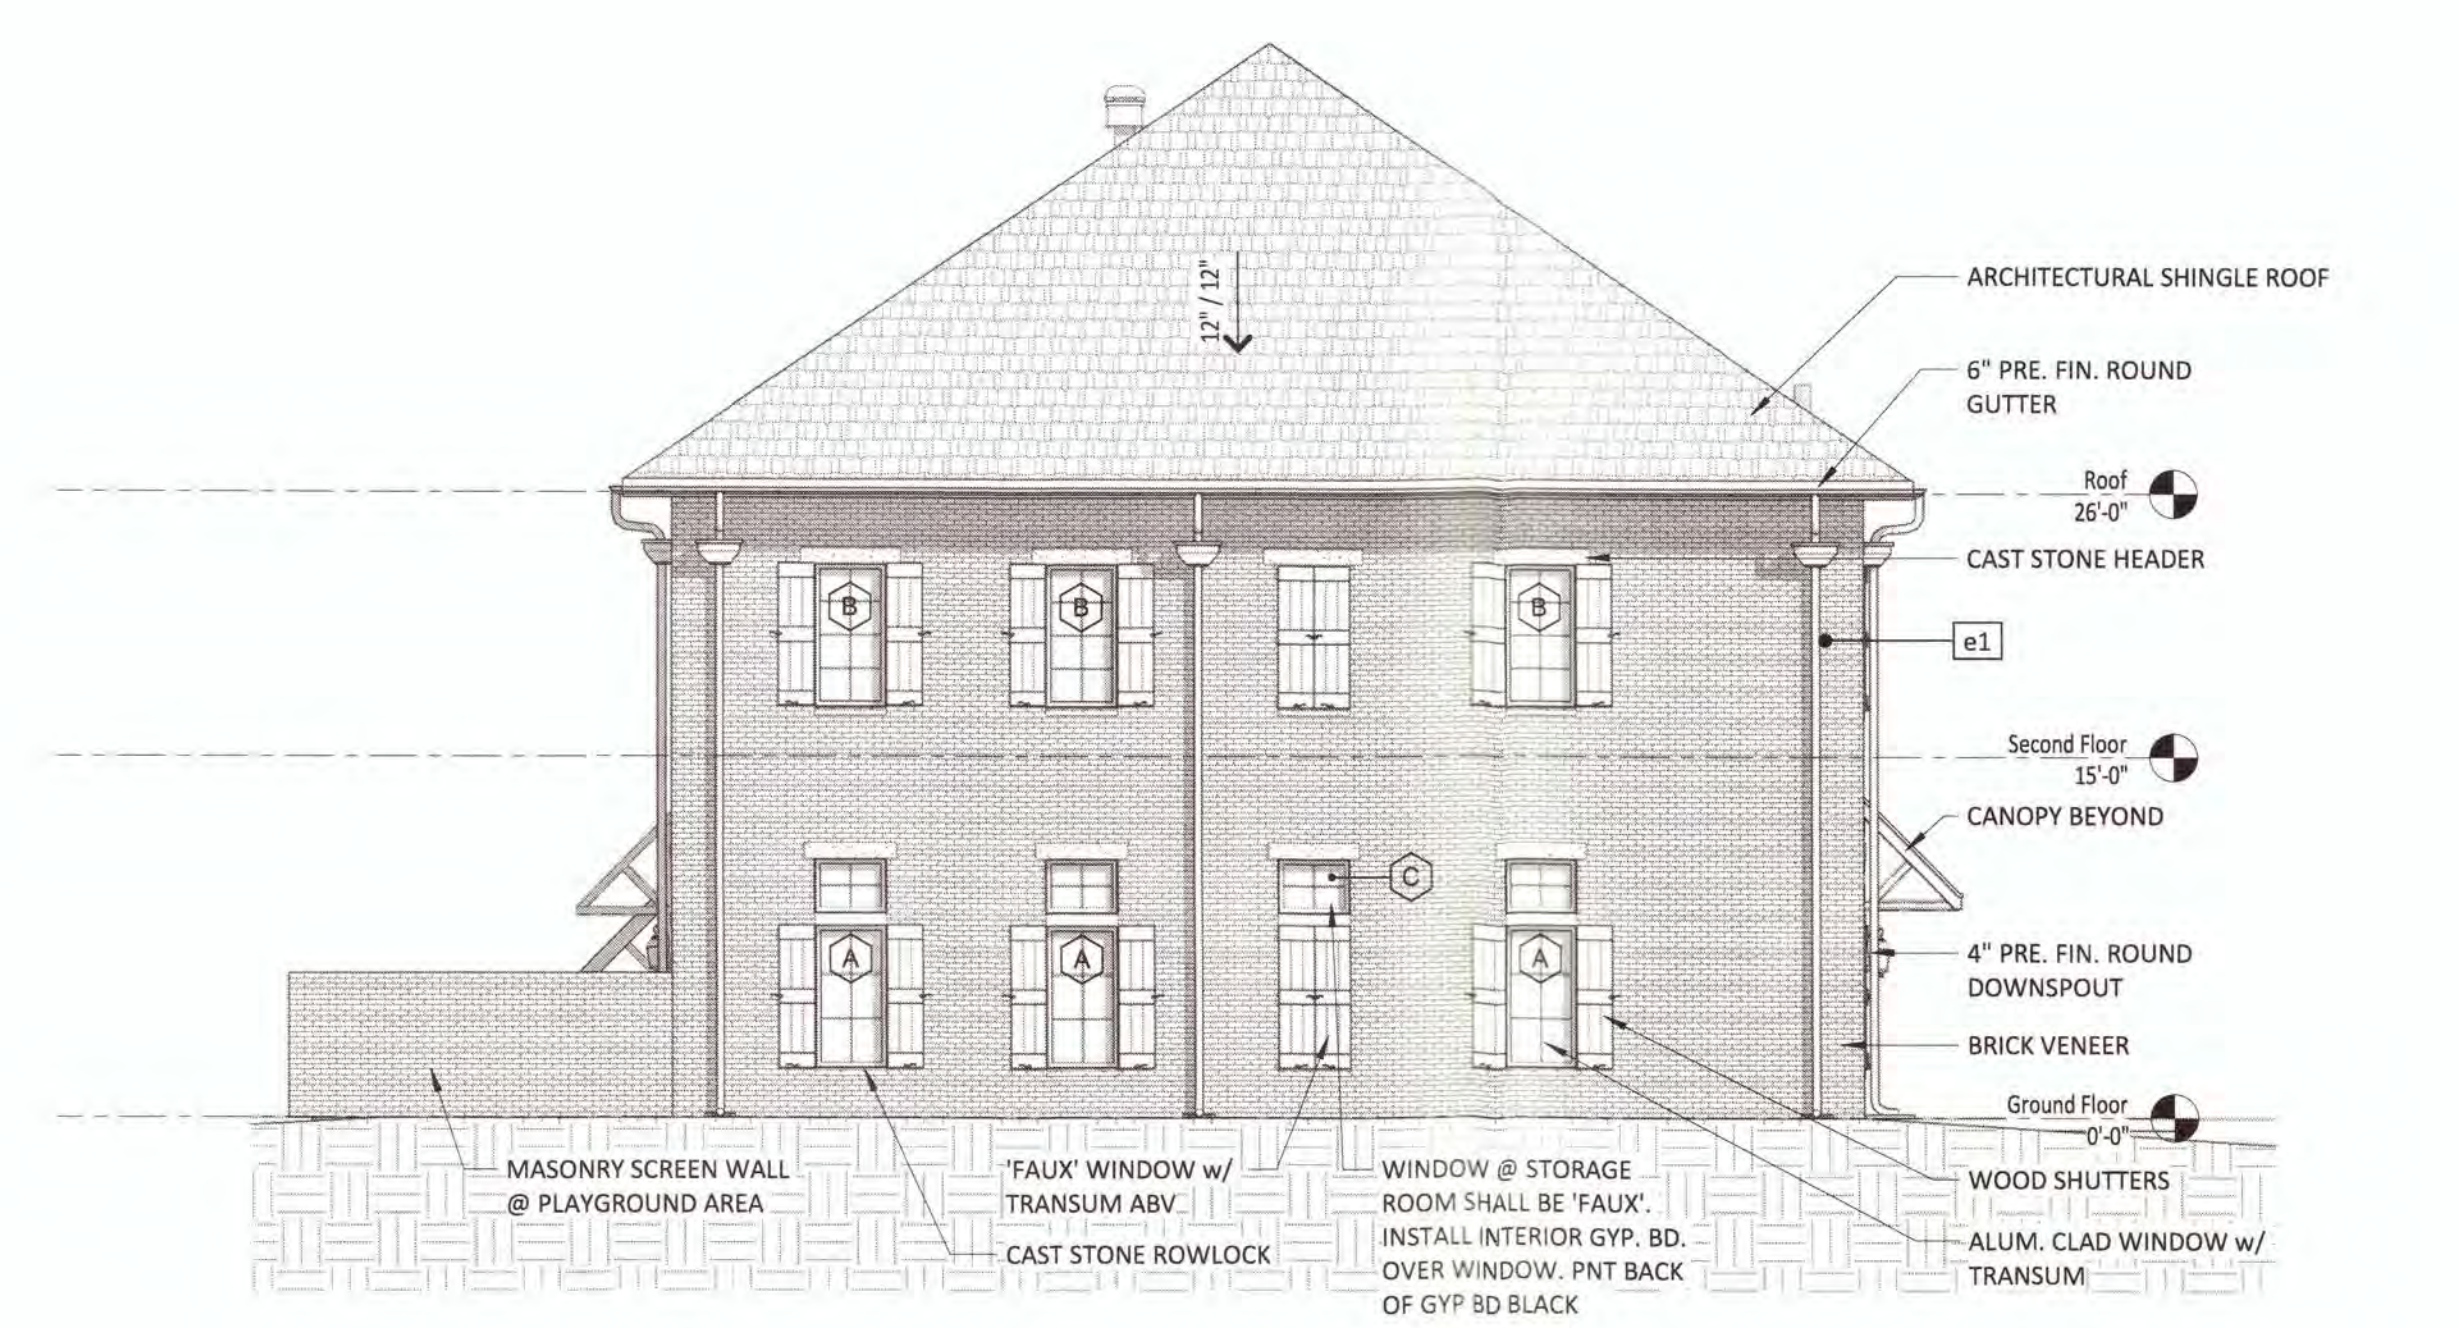 12" / 12"
ARCHITECTURAL SHINGLE ROOF
6" PRE. FIN. ROUND
GUTTER
Roof
26'-0"
CAST STONE HEADER
B
B
B
e1
Second Floor
15'-0"
CANOPY BEYOND
C
A
A
A
4" PRE. FIN. ROUND
DOWNSPOUT
BRICK VENEER
Ground Floor
0'-0"
MASONRY SCREEN WALL
@ PLAYGROUND AREA
'FAUX' WINDOW w/
TRANSUM ABV
CAST STONE ROWLOCK
WINDOW @ STORAGE
ROOM SHALL BE 'FAUX'.
INSTALL INTERIOR GYP. BD.
OVER WINDOW. PNT BACK
OF GYP BD BLACK
WOOD SHUTTERS
ALUM. CLAD WINDOW w/
TRANSUM